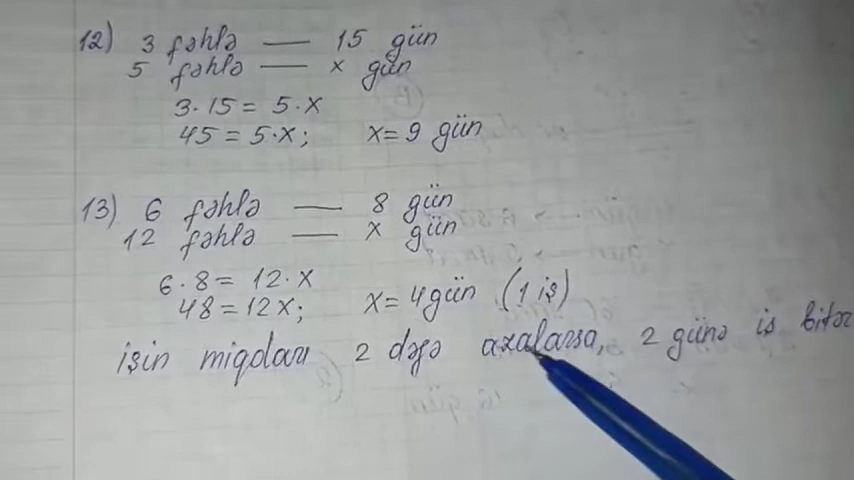 12) 3 fəhlə — 15 gün
5 fəhlə — x gün
3·15 = 5·x
45 = 5·x; x= 9 gün
13) 6 fəhlə — 8 gün
12 fəhlə — x gün
6·8 = 12·x
48 = 12x; x= 4 gün (1 iş)
işin miqdarı 2 dəfə azalarsa, 2 günə iş bitər